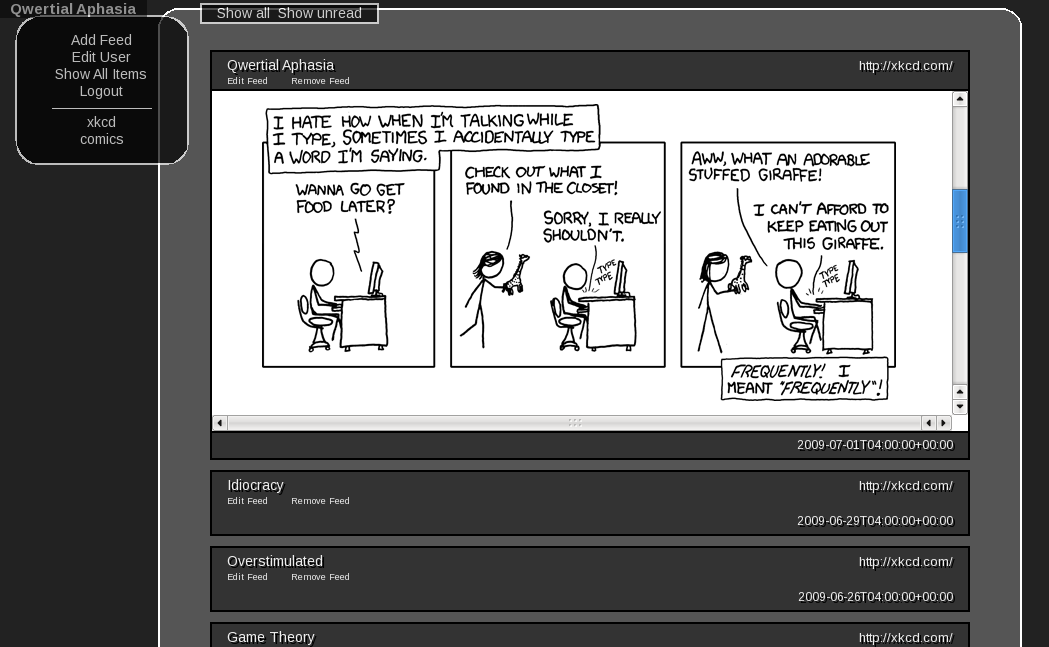 Qwertial Aphasia
Show all Show unread
Add Feed
Edit User
Show All Items
Logout
xkcd
comics
Qwertial Aphasia
http://xkcd.com/
Edit Feed Remove Feed
I HATE HOW WHEN I'M TALKING WHILE
I TYPE, SOMETIMES I ACCIDENTALLY TYPE
A WORD I'M SAYING.
WANNA GO GET
FOOD LATER?
CHECK OUT WHAT I
FOUND IN THE CLOSET!
SORRY, I REALLY
SHOULDN'T.
TYPE
TYPE
AWW, WHAT AN ADORABLE
STUFFED GIRAFFE!
I CAN'T AFFORD TO
KEEP EATING OUT
THIS GIRAFFE.
TYPE
TYPE
FREQUENTLY! I
MEANT "FREQUENTLY"!
2009-07-01T04:00:00+00:00
Idiocracy
http://xkcd.com/
Edit Feed Remove Feed
2009-06-29T04:00:00+00:00
Overstimulated
http://xkcd.com/
Edit Feed Remove Feed
2009-06-26T04:00:00+00:00
Game Theory
http://xkcd.com/